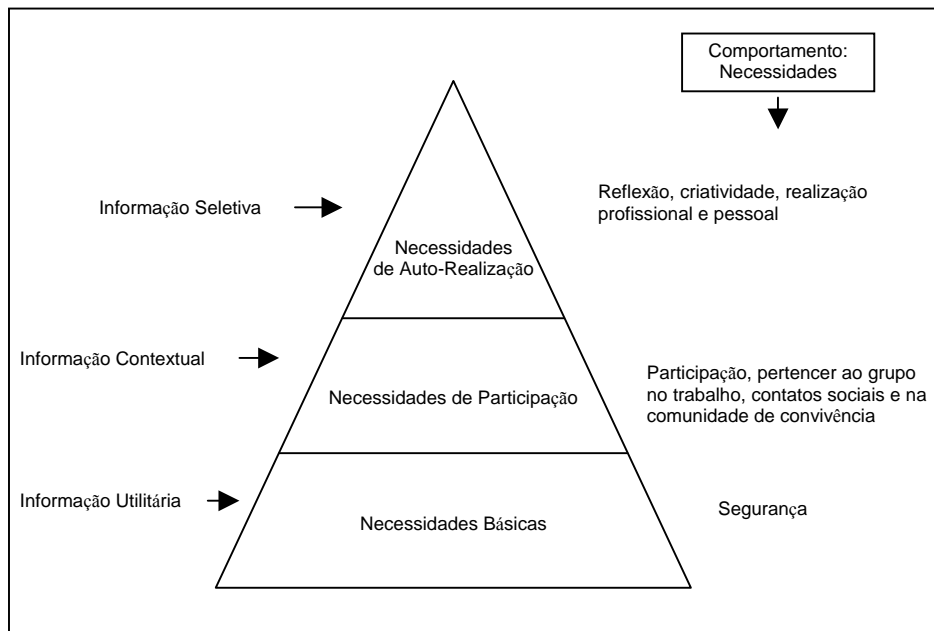 Comportamento:
Necessidades
Informação Seletiva
Reflexão, criatividade, realização
profissional e pessoal
Necessidades
de Auto-Realização
Informação Contextual
Necessidades de Participação
Participação, pertencer ao grupo
no trabalho, contatos sociais e na
comunidade de convivência
Informação Utilitária
Necessidades Básicas
Segurança